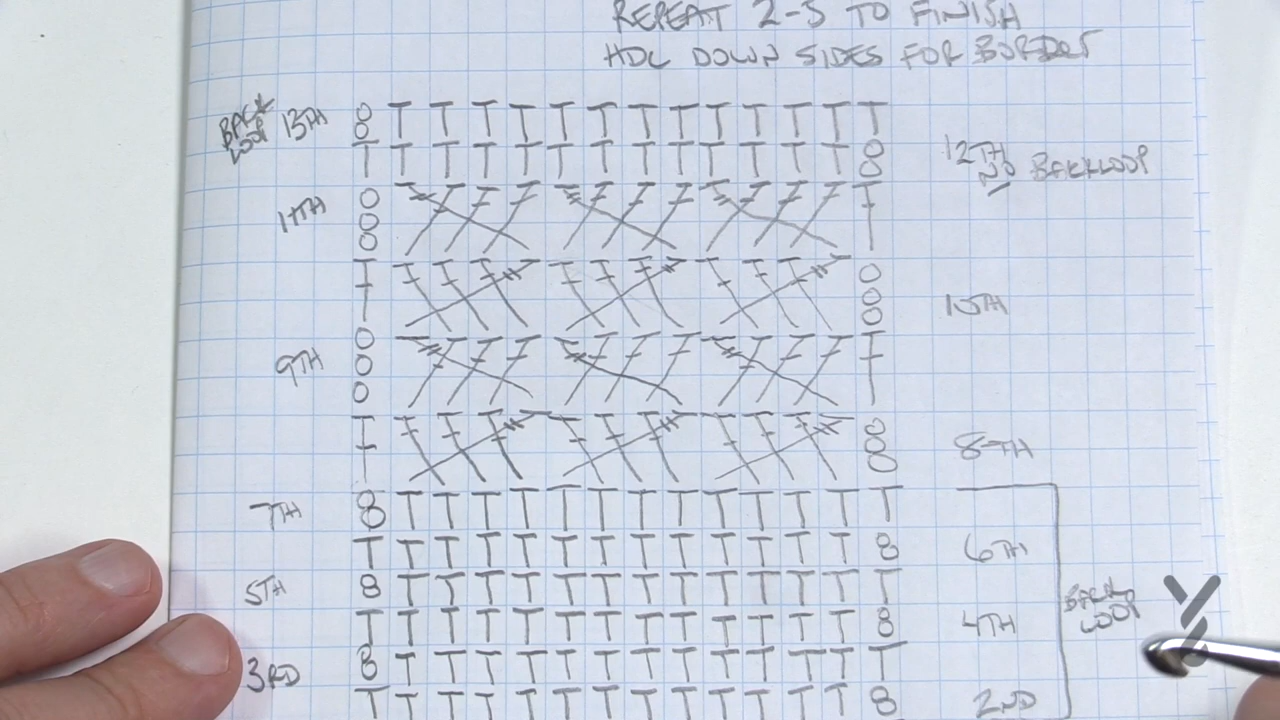 REPEAT 2-5 TO FINISH
HDC DOWN SIDES FOR BORDER
BACK LOOP 13TH
12TH NO BACKLOOP
11TH
10TH
9TH
8TH
7TH
6TH
5TH
4TH
BACK LOOP
3RD
2ND